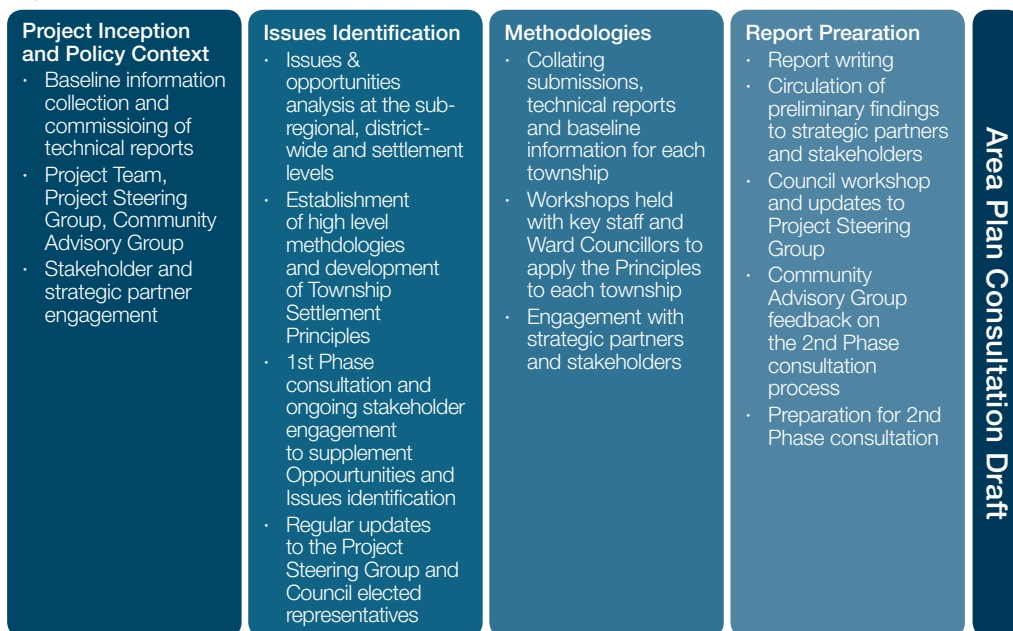 Project Inception
and Policy Context
· Baseline information
collection and
commissioing of
technical reports
· Project Team,
Project Steering
Group, Community
Advisory Group
· Stakeholder and
strategic partner
engagement
Issues Identification
· Issues &
opportunities
analysis at the sub-
regional, district-
wide and settlement
levels
· Establishment
of high level
methdologies
and development
of Township
Settlement
Principles
· 1st Phase
consultation and
ongoing stakeholder
engagement
to supplement
Oppourtunities and
Issues identification
· Regular updates
to the Project
Steering Group and
Council elected
representatives
Methodologies
· Collating
submissions,
technical reports
and baseline
information for each
township
· Workshops held
with key staff and
Ward Councillors to
apply the Principles
to each township
· Engagement with
strategic partners
and stakeholders
Report Prearation
· Report writing
· Circulation of
preliminary findings
to strategic partners
and stakeholders
· Council workshop
and updates to
Project Steering
Group
· Community
Advisory Group
feedback on
the 2nd Phase
consultation
process
· Preparation for 2nd
Phase consultation
Area Plan Consultation Draft